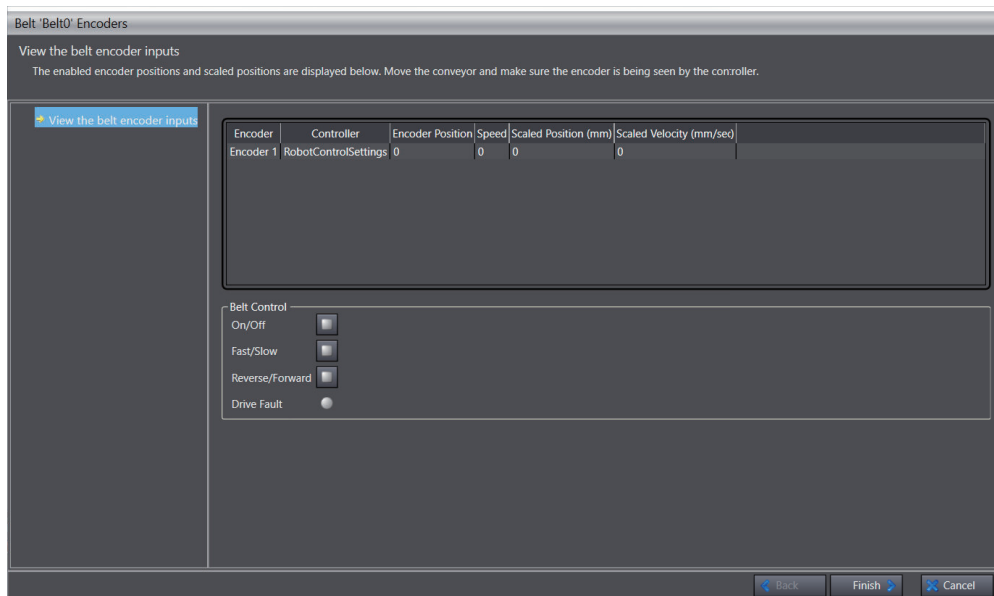 Belt 'Belt0' Encoders
View the belt encoder inputs
The enabled encoder positions and scaled positions are displayed below. Move the conveyor and make sure the encoder is being seen by the controller.
View the belt encoder inputs
Encoder Controller Encoder Position Speed Scaled Position (mm) Scaled Velocity (mm/sec)
Encoder 1 RobotControlSettings 0 0 0 0
Belt Control
On/Off
Fast/Slow
Reverse/Forward
Drive Fault
Back Finish Cancel